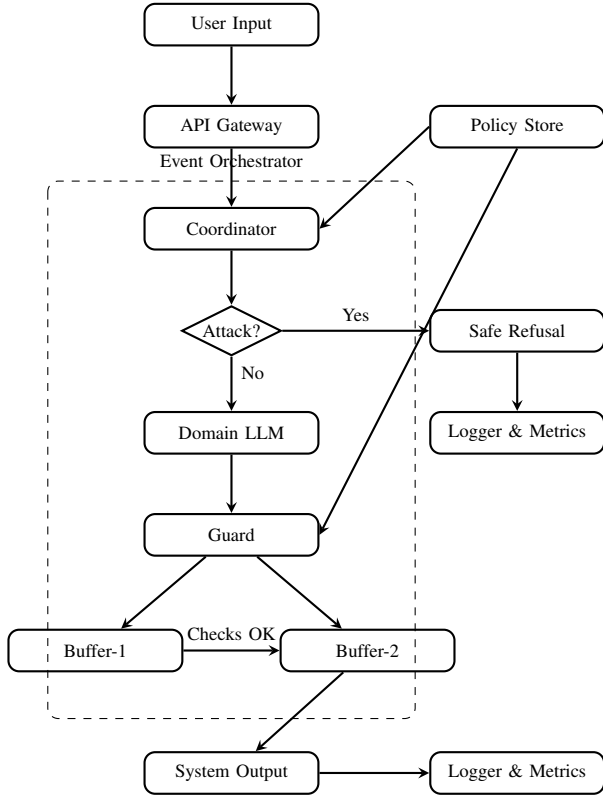 User Input
API Gateway
Policy Store
Event Orchestrator
Coordinator
Attack?
Yes
Safe Refusal
No
Domain LLM
Logger & Metrics
Guard
Checks OK
Buffer-1
Buffer-2
System Output
Logger & Metrics